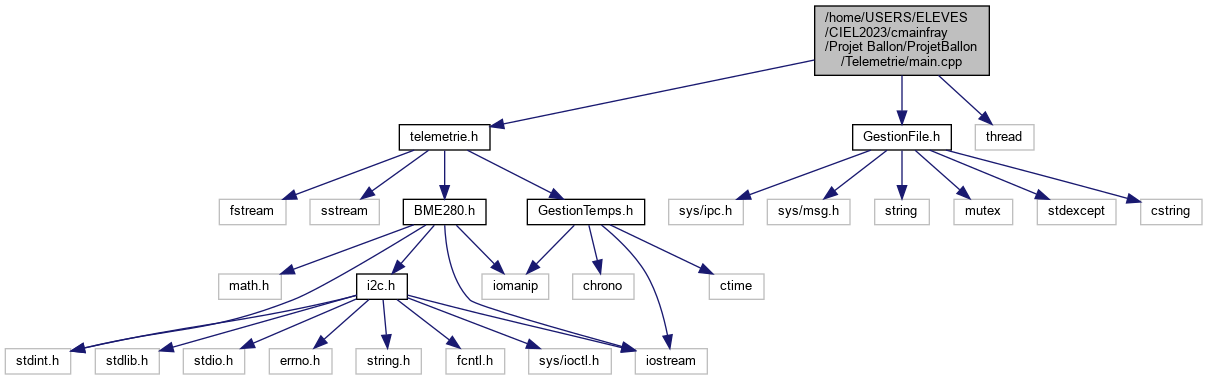 /home/USERS/ELEVES
/CIEL2023/cmainfray
/Projet Ballon/ProjetBallon
/Telemetrie/main.cpp
telemetrie.h
GestionFile.h
thread
fstream
sstream
BME280.h
GestionTemps.h
sys/ipc.h
sys/msg.h
string
mutex
stdexcept
cstring
math.h
i2c.h
iomanip
chrono
ctime
stdint.h
stdlib.h
stdio.h
errno.h
string.h
fcntl.h
sys/ioctl.h
iostream